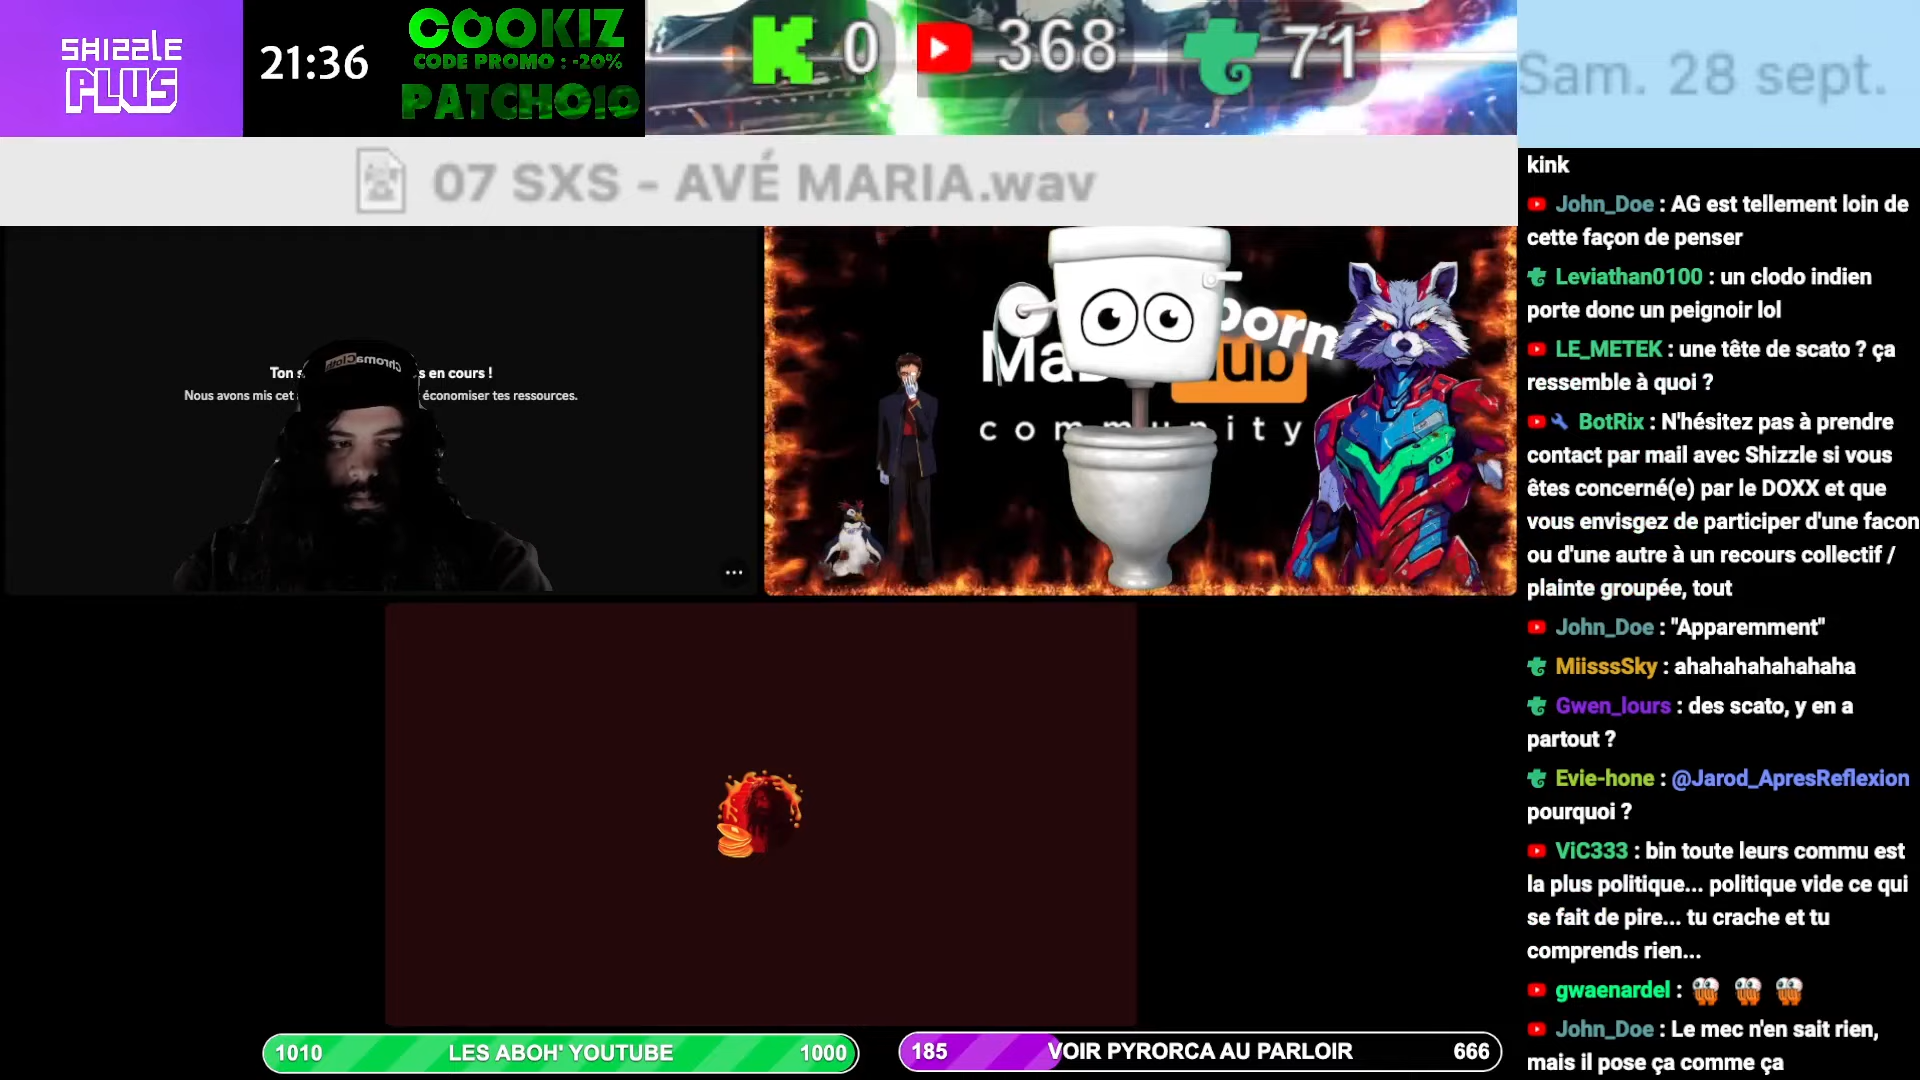 SHIZZLE
PLUS
21:36
COOKIZ
CODE PROMO : -20%
PATCHO10
0
368
71
Sam. 28 sept.
07 SXS - AVÉ MARIA.wav
Ton s
s en cours !
Nous avons mis cet
économiser tes ressources.
chromaClub
porn
Ma
ub
community
kink
John_Doe : AG est tellement loin de
cette façon de penser
Leviathan0100 : un clodo indien
porte donc un peignoir lol
LE_METEK : une tête de scato ? ça
ressemble à quoi ?
BotRix : N'hésitez pas à prendre
contact par mail avec Shizzle si vous
êtes concerné(e) par le DOXX et que
vous envisgez de participer d'une facon
ou d'une autre à un recours collectif /
plainte groupée, tout
John_Doe : "Apparemment"
MiisssSky : ahahahahahahaha
Gwen_lours : des scato, y en a
partout ?
Evie-hone : @Jarod_ApresReflexion
pourquoi ?
ViC333 : bin toute leurs commu est
la plus politique... politique vide ce qui
se fait de pire... tu crache et tu
comprends rien...
gwaenardel :
John_Doe : Le mec n'en sait rien,
mais il pose ça comme ça
1010 LES ABOH' YOUTUBE 1000
185 VOIR PYRORCA AU PARLOIR 666